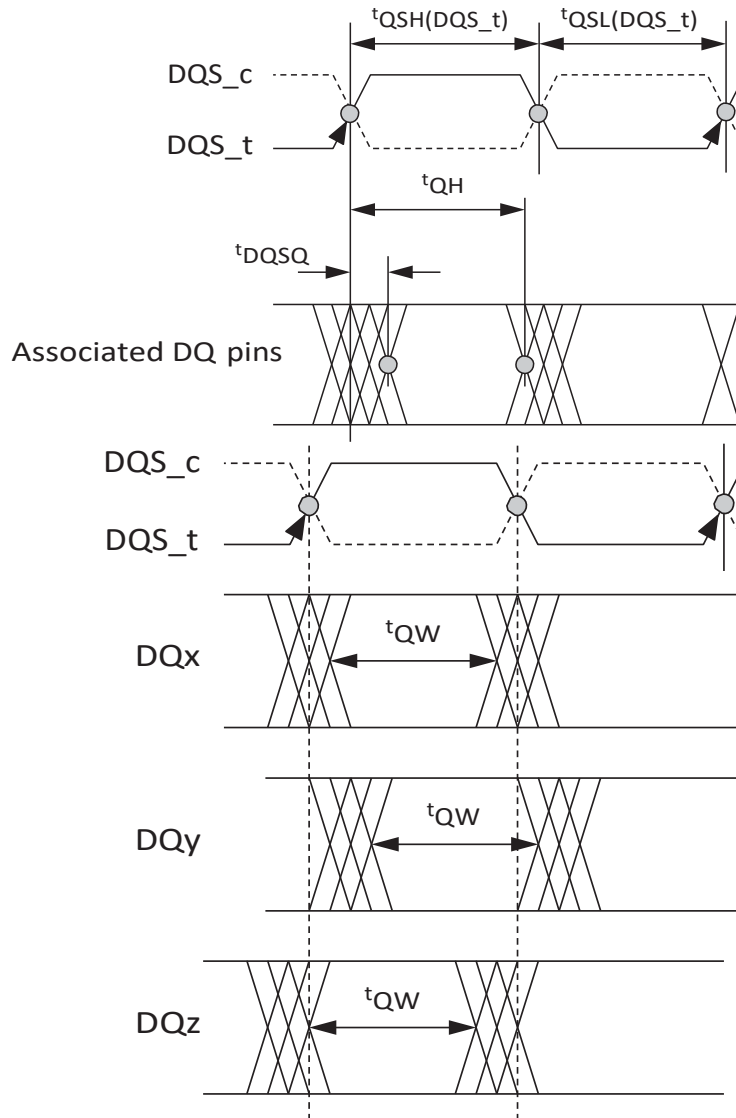 tQSH(DQS_t) tQSL(DQS_t)
DQS_c
DQS_t
tQH
tDQSQ
Associated DQ pins
DQS_c
DQS_t
tQW
DQx
tQW
DQy
tQW
DQz